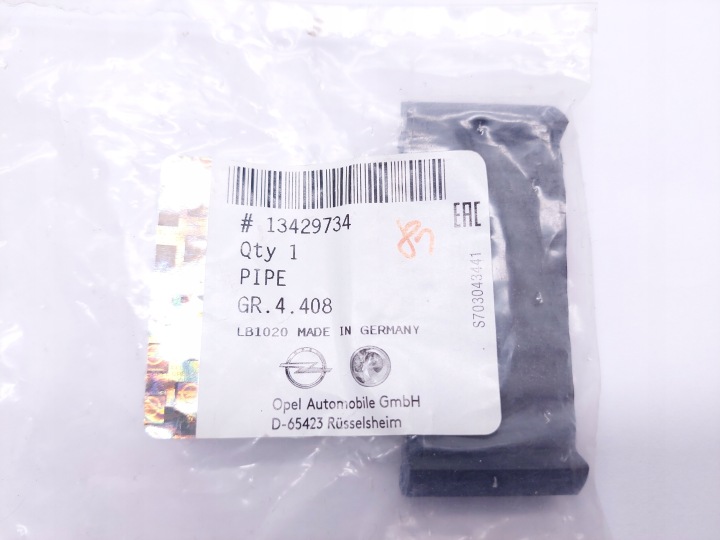 # 13429734
Qty 1
PIPE
GR.4.408
LB1020 MADE IN GERMANY
Opel Automobile GmbH
D-65423 Rüsselsheim
EAC
S703043441